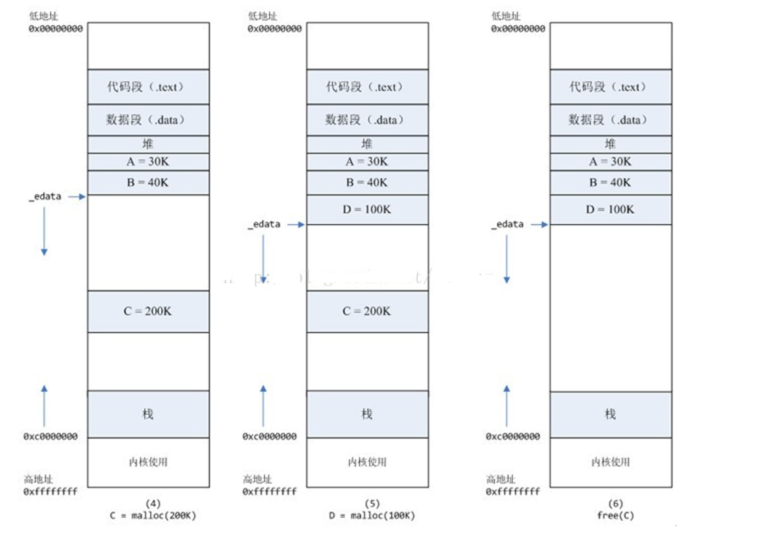 低地址
0x00000000
代码段（.text）
数据段（.data）
堆
A = 30K
B = 40K
_edata
C = 200K
栈
0xc0000000
内核使用
高地址
0xffffffff
(4)
C = malloc(200K)
低地址
0x00000000
代码段（.text）
数据段（.data）
堆
A = 30K
B = 40K
D = 100K
_edata
C = 200K
栈
0xc0000000
内核使用
高地址
0xffffffff
(5)
D = malloc(100K)
低地址
0x00000000
代码段（.text）
数据段（.data）
堆
A = 30K
B = 40K
D = 100K
_edata
栈
0xc0000000
内核使用
高地址
0xffffffff
(6)
free(C)